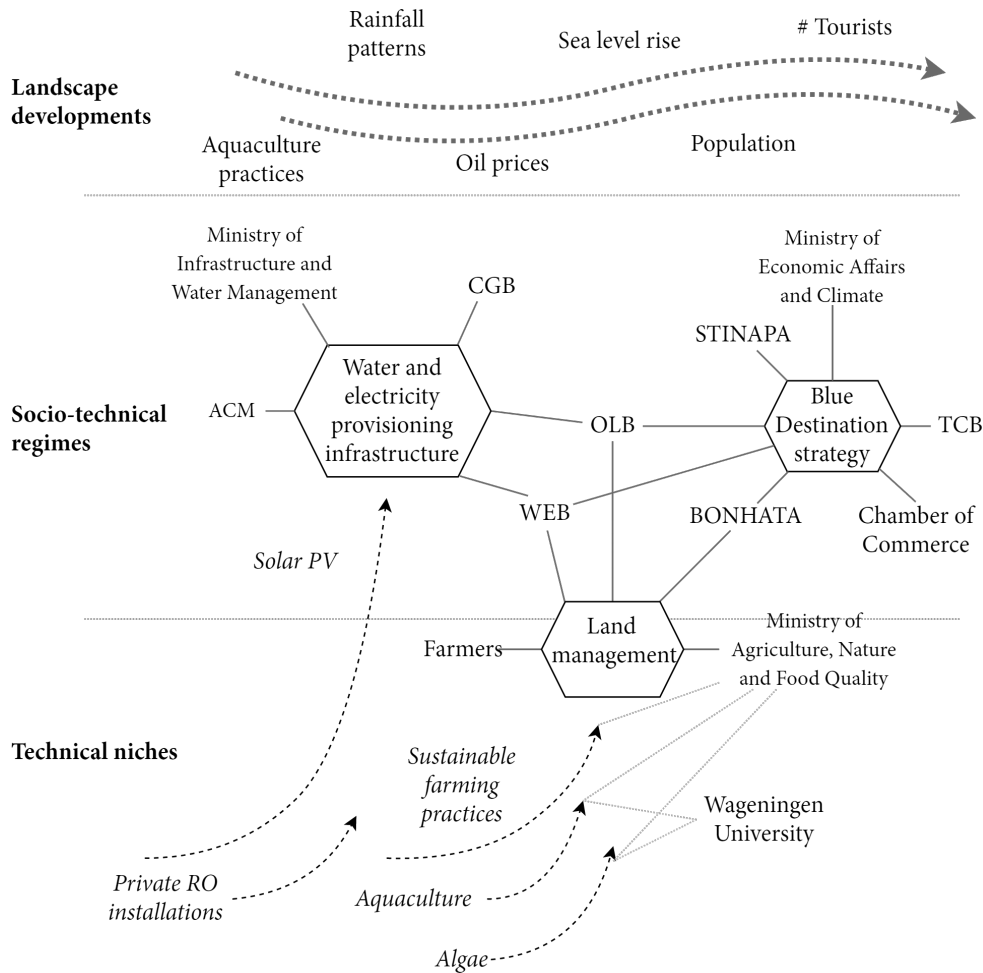 Rainfall
patterns
Sea level rise
# Tourists
Landscape
developments
Aquaculture
practices
Oil prices
Population
Ministry of
Infrastructure and
Water Management
CGB
Ministry of
Economic Affairs
and Climate
STINAPA
Socio-technical
regimes
ACM
Water and
electricity
provisioning
infrastructure
OLB
Blue
Destination
strategy
TCB
WEB
BONHATA
Chamber of
Commerce
Solar PV
Farmers
Land
management
Ministry of
Agriculture, Nature
and Food Quality
Technical niches
Sustainable
farming
practices
Wageningen
University
Private RO
installations
Aquaculture
Algae